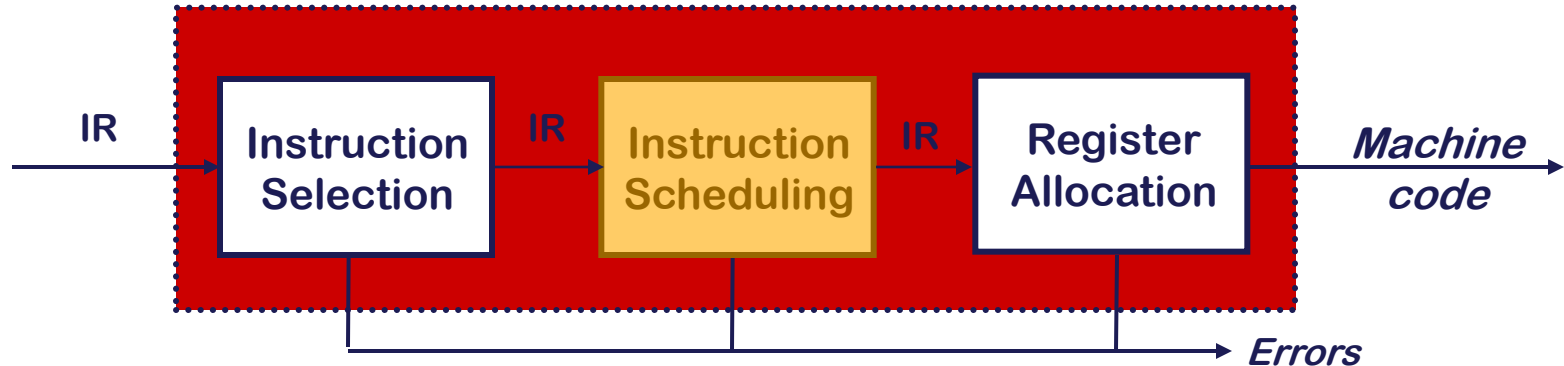 IR
Instruction
Selection
IR
Instruction
Scheduling
IR
Register
Allocation
Machine
code
Errors